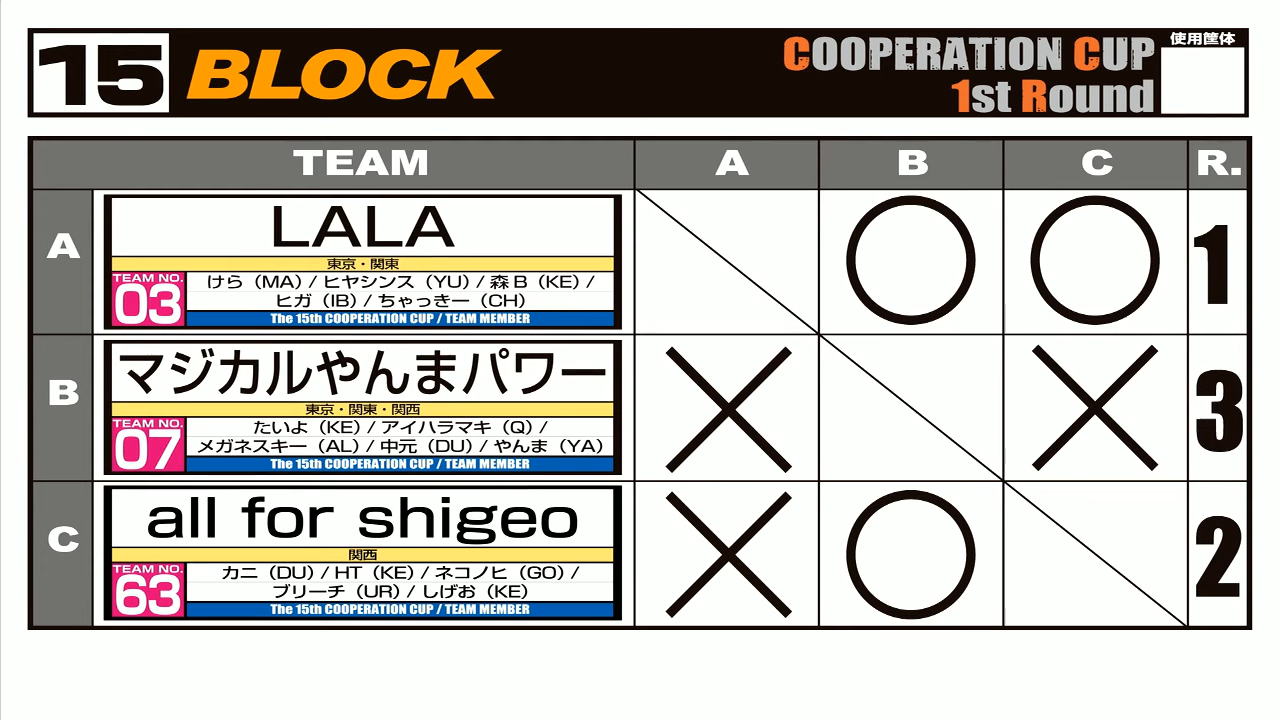 15 BLOCK
COOPERATION CUP
1st Round
使用筐体
TEAM A B C R.
A
LALA
東京・関東
TEAM NO.
03
けら（MA）/ ヒヤシンス（YU）/ 森B（KE）/
ヒガ（IB）/ ちゃっきー（CH）
The 15th COOPERATION CUP / TEAM MEMBER
1
B
マジカルやんまパワー
東京・関東・関西
TEAM NO.
07
たいよ（KE）/ アイハラマキ（Q）/
メガネスキー（AL）/ 中元（DU）/ やんま（YA）
The 15th COOPERATION CUP / TEAM MEMBER
3
C
all for shigeo
関西
TEAM NO.
63
カニ（DU）/ HT（KE）/ ネコノヒ（GO）/
ブリーチ（UR）/ しげお（KE）
The 15th COOPERATION CUP / TEAM MEMBER
2